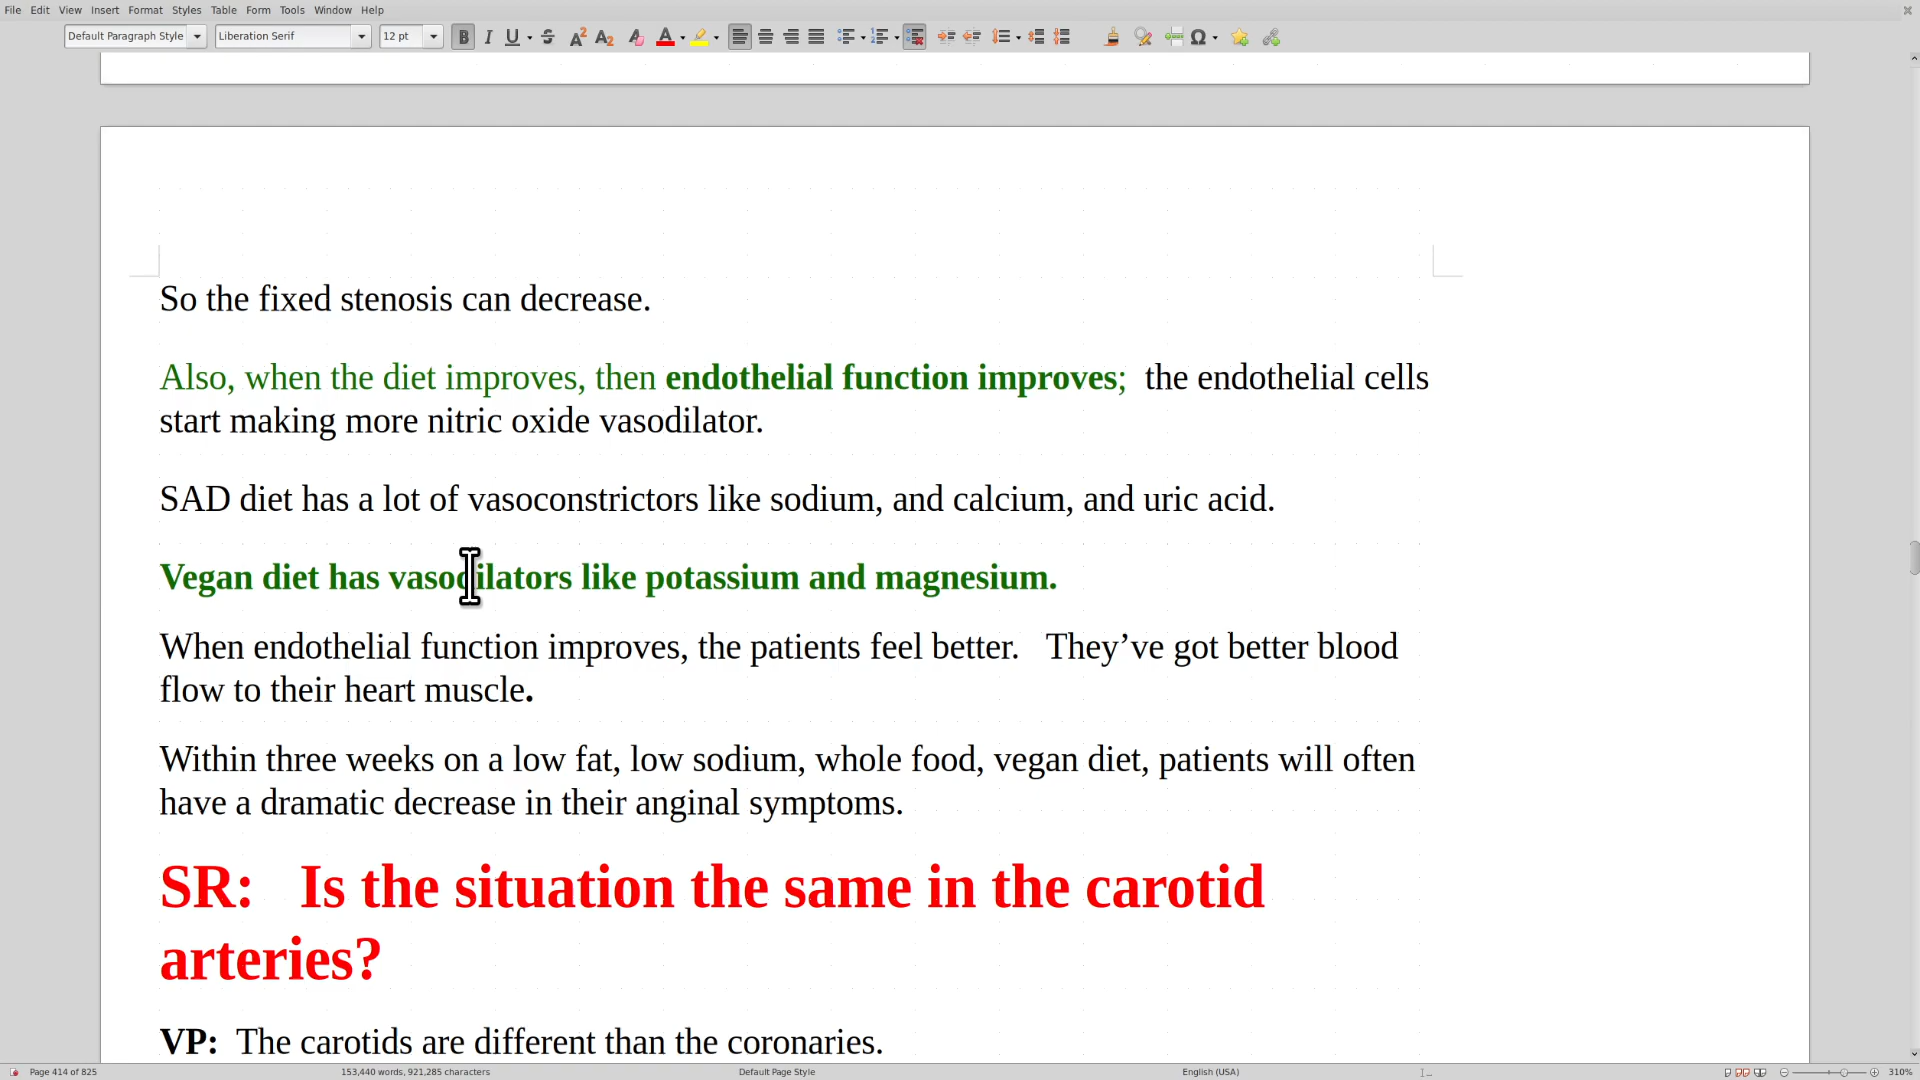 File Edit View Insert Format Styles Table Form Tools Window Help
Default Paragraph Style Liberation Serif 12 pt
So the fixed stenosis can decrease.
Also, when the diet improves, then endothelial function improves;  the endothelial cells
start making more nitric oxide vasodilator.
SAD diet has a lot of vasoconstrictors like sodium, and calcium, and uric acid.
Vegan diet has vasodilators like potassium and magnesium.
When endothelial function improves, the patients feel better.   They’ve got better blood
flow to their heart muscle.
Within three weeks on a low fat, low sodium, whole food, vegan diet, patients will often
have a dramatic decrease in their anginal symptoms.
SR:   Is the situation the same in the carotid
arteries?
VP:  The carotids are different than the coronaries.
Page 414 of 825 153,440 words, 921,285 characters Default Page Style English (USA) 310%